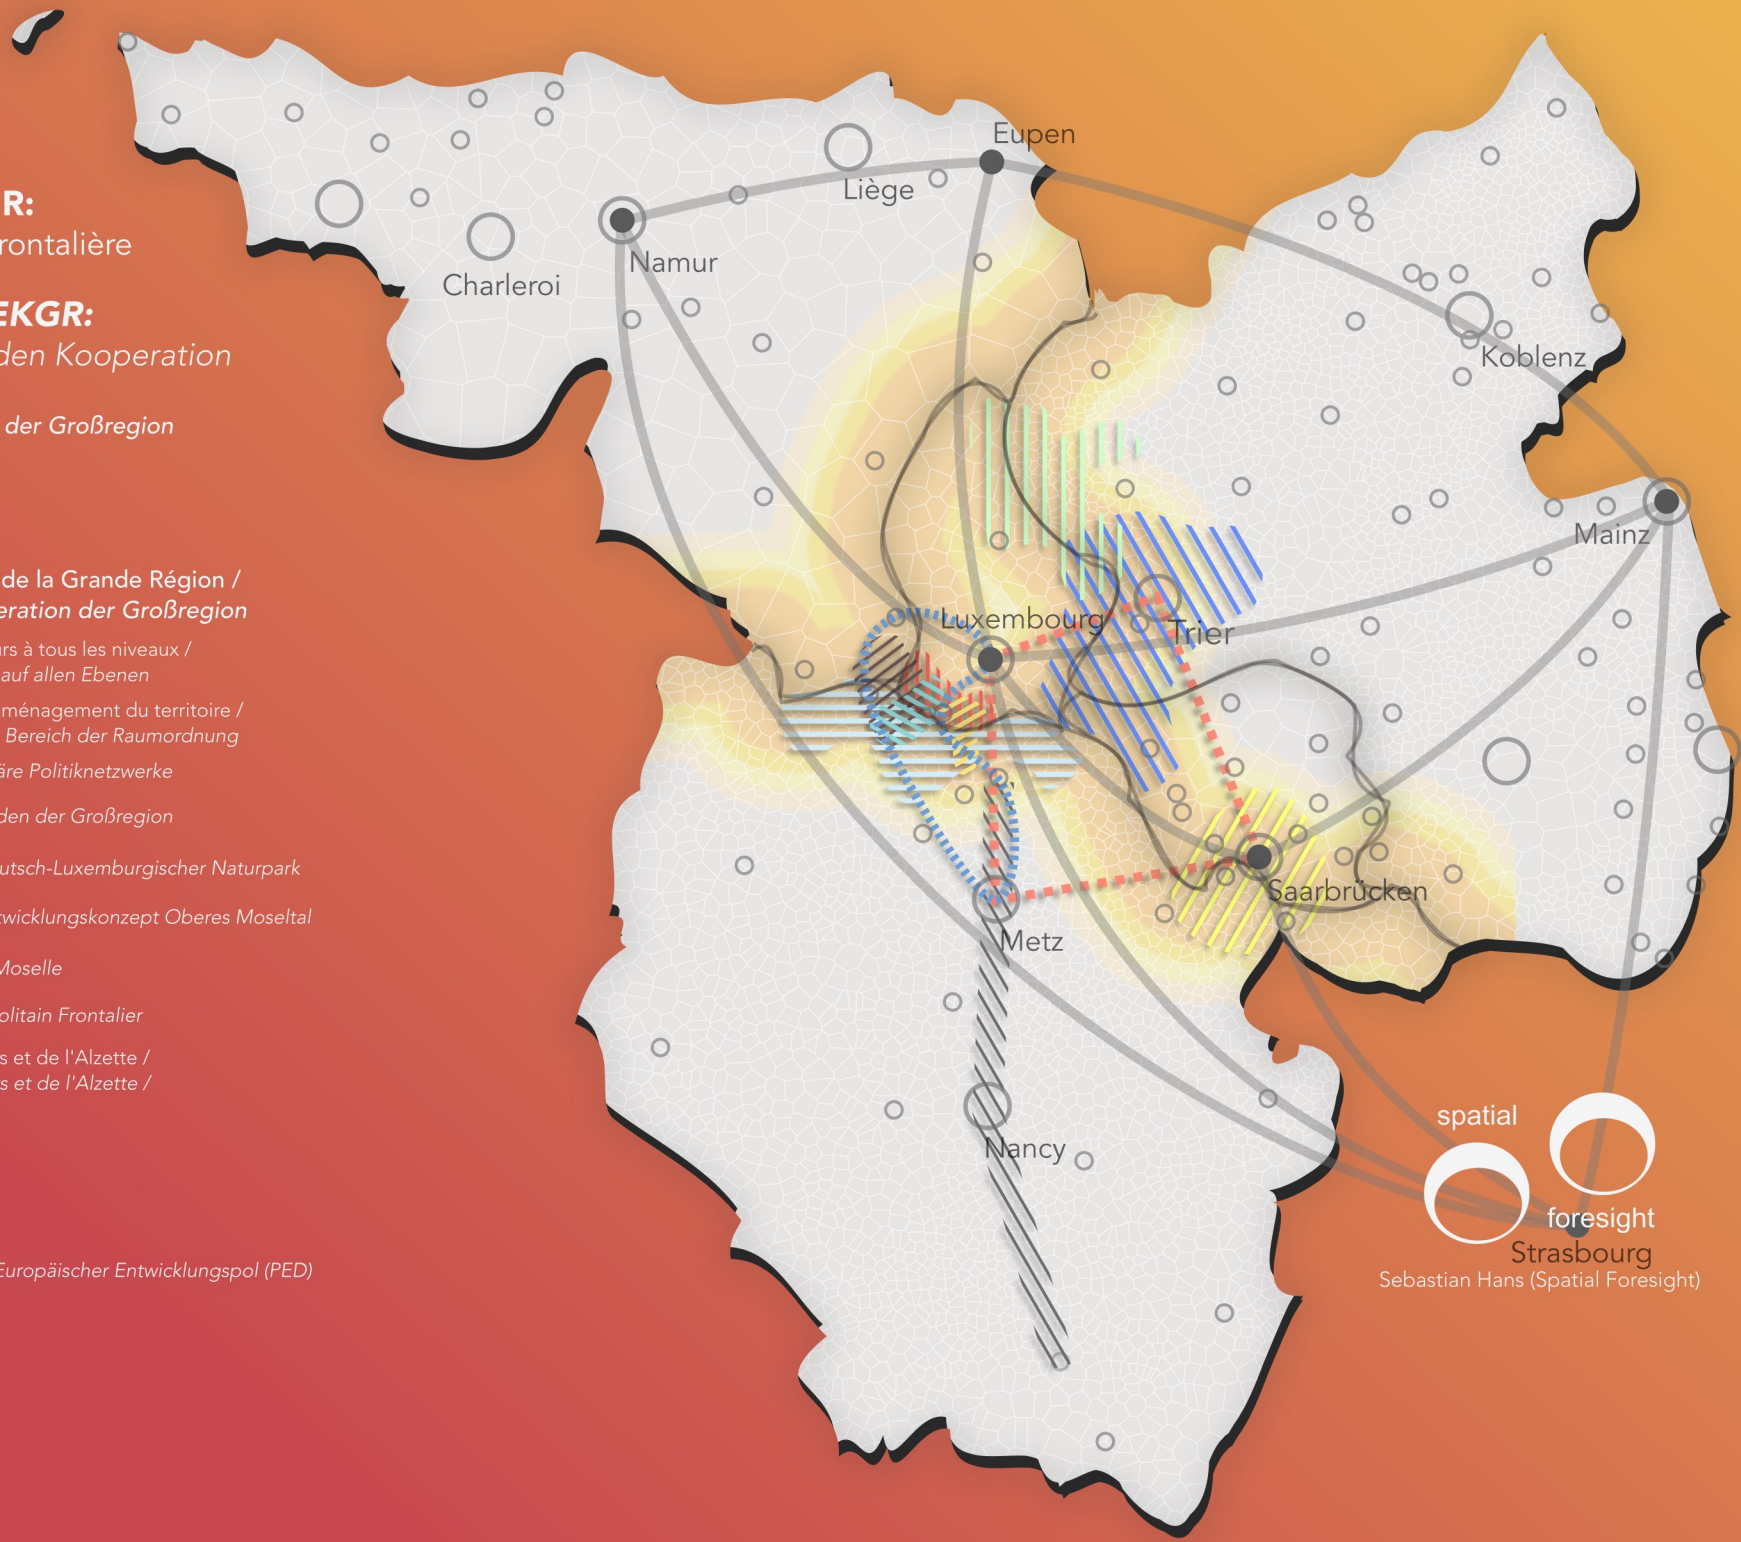 R:
rontalière
EKGR:
den Kooperation
der Großregion
de la Grande Région /
eration der Großregion
rs à tous les niveaux /
auf allen Ebenen
ménagement du territoire /
Bereich der Raumordnung
äre Politiknetzwerke
den der Großregion
utsch-Luxemburgischer Naturpark
twicklungskonzept Oberes Moseltal
Moselle
olitain Frontalier
s et de l'Alzette /
s et de l'Alzette /
Europäischer Entwicklungspol (PED)
Eupen
Liège
Namur
Charleroi
Koblenz
Mainz
Luxembourg
Trier
Saarbrücken
Metz
Nancy
spatial
foresight
Strasbourg
Sebastian Hans (Spatial Foresight)